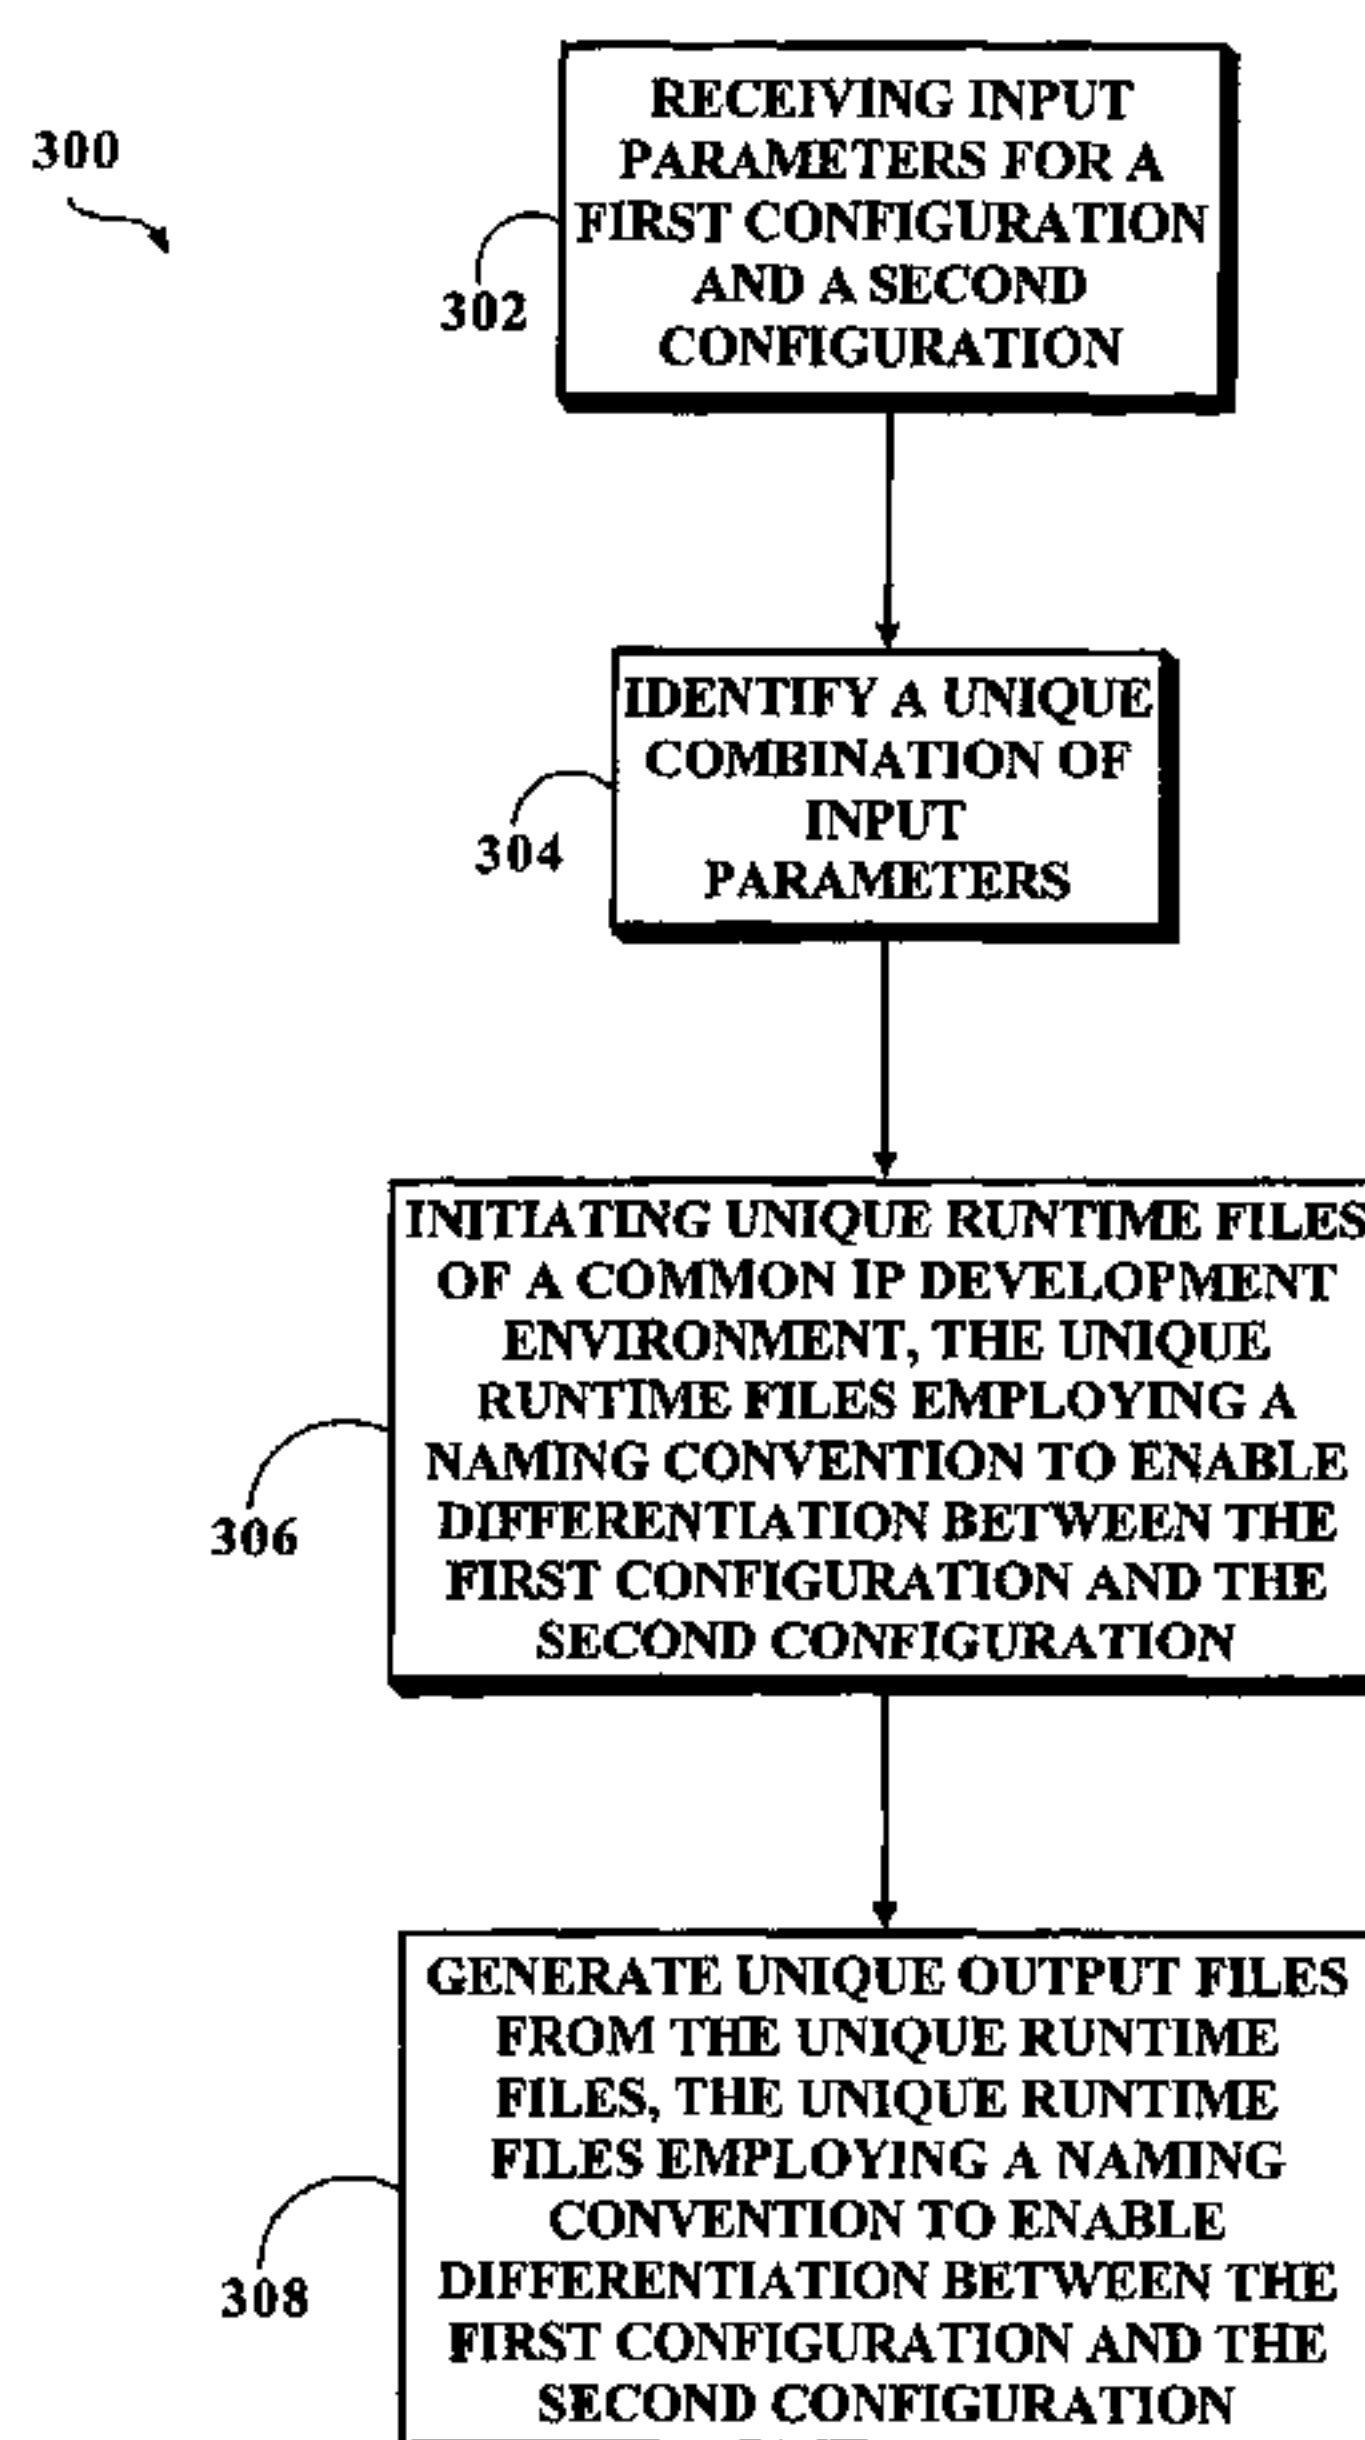 300
RECEIVING INPUT
PARAMETERS FOR A
FIRST CONFIGURATION
AND A SECOND
CONFIGURATION
302
IDENTIFY A UNIQUE
COMBINATION OF
INPUT
PARAMETERS
304
INITIATING UNIQUE RUNTIME FILES
OF A COMMON IP DEVELOPMENT
ENVIRONMENT, THE UNIQUE
RUNTIME FILES EMPLOYING A
NAMING CONVENTION TO ENABLE
DIFFERENTIATION BETWEEN THE
FIRST CONFIGURATION AND THE
SECOND CONFIGURATION
306
GENERATE UNIQUE OUTPUT FILES
FROM THE UNIQUE RUNTIME
FILES, THE UNIQUE RUNTIME
FILES EMPLOYING A NAMING
CONVENTION TO ENABLE
DIFFERENTIATION BETWEEN THE
FIRST CONFIGURATION AND THE
SECOND CONFIGURATION
308